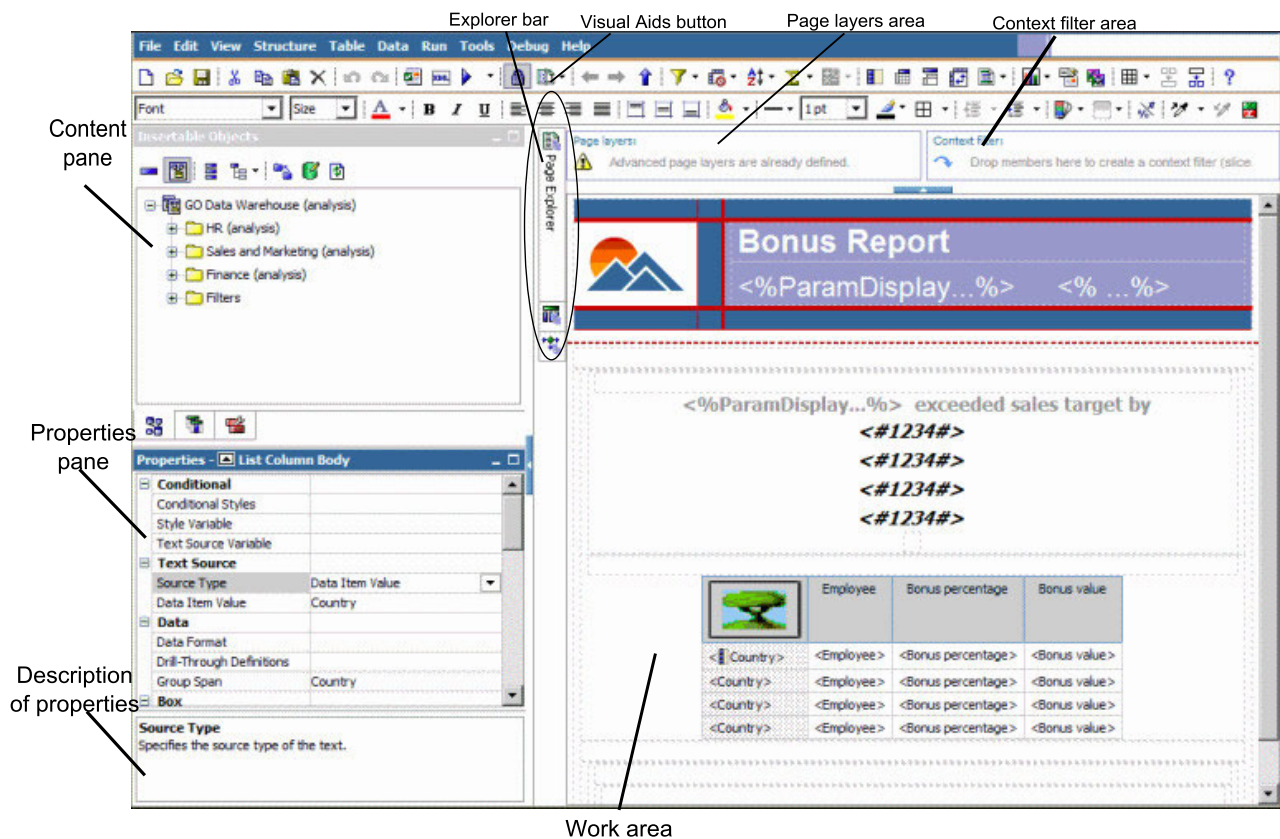 Explorer bar
Visual Aids button
Page layers area
Context filter area
File Edit View Structure Table Data Run Tools Debug Help
Font
Size
B I U
1 pt
Content pane
Insertable Objects
GO Data Warehouse (analysis)
HR (analysis)
Sales and Marketing (analysis)
Finance (analysis)
Filters
Page Explorer
Page layers:
Advanced page layers are already defined.
Context filter:
Drop members here to create a context filter (slice
Bonus Report
<%ParamDisplay...%> <% ...%>
<%ParamDisplay...%> exceeded sales target by
<#1234#>
<#1234#>
<#1234#>
<#1234#>
Employee Bonus percentage Bonus value
<Country> <Employee> <Bonus percentage> <Bonus value>
<Country> <Employee> <Bonus percentage> <Bonus value>
<Country> <Employee> <Bonus percentage> <Bonus value>
<Country> <Employee> <Bonus percentage> <Bonus value>
Properties pane
Properties - List Column Body
Conditional
Conditional Styles
Style Variable
Text Source Variable
Text Source
Source Type Data Item Value
Data Item Value Country
Data
Data Format
Drill-Through Definitions
Group Span Country
Box
Description of properties
Source Type
Specifies the source type of the text.
Work area